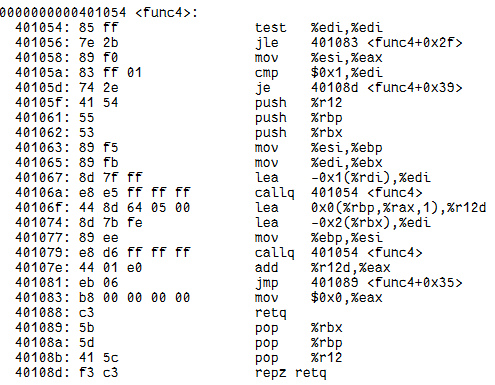 0000000000401054 <func4>:
401054: 85 ff test %edi,%edi
401056: 7e 2b jle 401083 <func4+0x2f>
401058: 89 f0 mov %esi,%eax
40105a: 83 ff 01 cmp $0x1,%edi
40105d: 74 2e je 40108d <func4+0x39>
40105f: 41 54 push %r12
401061: 55 push %rbp
401062: 53 push %rbx
401063: 89 f5 mov %esi,%ebp
401065: 89 fb mov %edi,%ebx
401067: 8d 7f ff lea -0x1(%rdi),%edi
40106a: e8 e5 ff ff ff callq 401054 <func4>
40106f: 44 8d 64 05 00 lea 0x0(%rbp,%rax,1),%r12d
401074: 8d 7b fe lea -0x2(%rbx),%edi
401077: 89 ee mov %ebp,%esi
401079: e8 d6 ff ff ff callq 401054 <func4>
40107e: 44 01 e0 add %r12d,%eax
401081: eb 06 jmp 401089 <func4+0x35>
401083: b8 00 00 00 00 mov $0x0,%eax
401088: c3 retq
401089: 5b pop %rbx
40108a: 5d pop %rbp
40108b: 41 5c pop %r12
40108d: f3 c3 repz retq